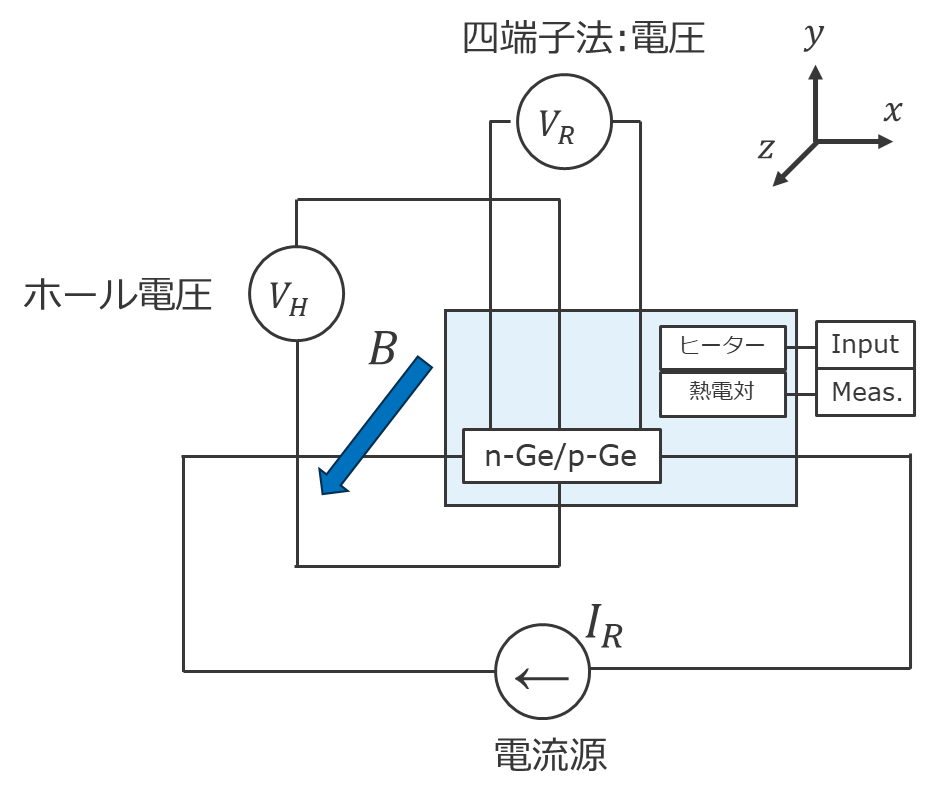 四端子法:電圧
V_R
y
x
z
ホール電圧
V_H
B
ヒーター
Input
熱電対
Meas.
n-Ge/p-Ge
I_R
←
電流源